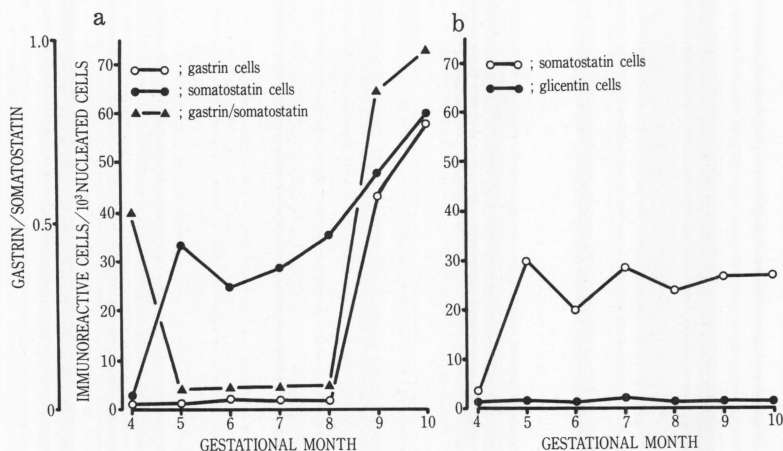 a
GASTRIN/SOMATOSTATIN
1.0
0.5
0
IMMUNOREACTIVE CELLS/10³ NUCLEATED CELLS
70
60
50
40
30
20
10
0
; gastrin cells
; somatostatin cells
; gastrin/somatostatin
4 5 6 7 8 9 10
GESTATIONAL MONTH
b
70
60
50
40
30
20
10
0
; somatostatin cells
; glicentin cells
4 5 6 7 8 9 10
GESTATIONAL MONTH